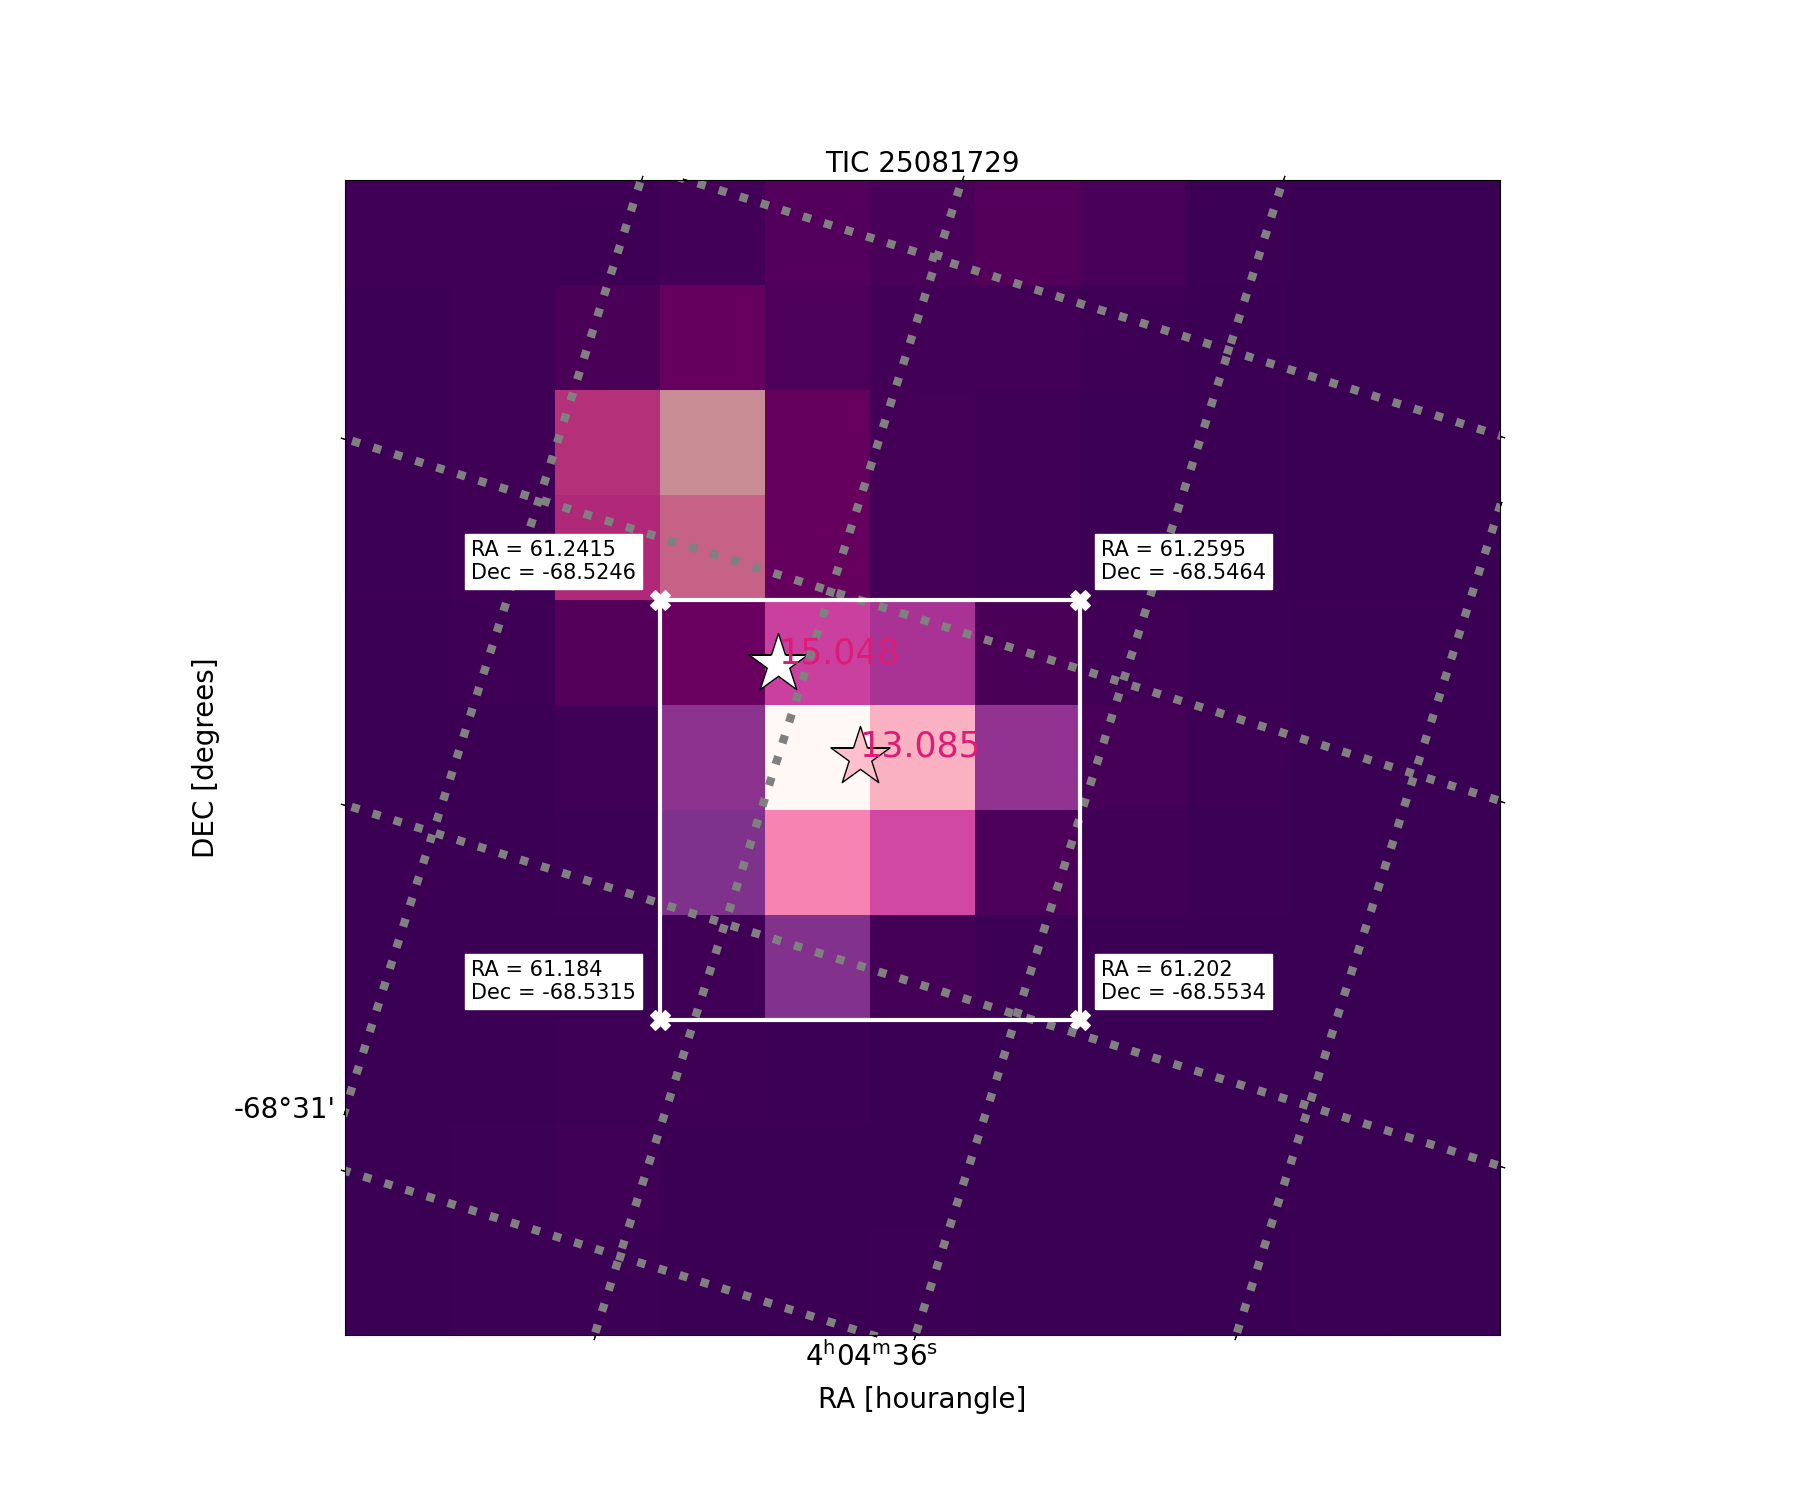 TIC 25081729
RA = 61.2415
Dec = -68.5246
RA = 61.2595
Dec = -68.5464
15.048
13.085
DEC [degrees]
RA = 61.184
Dec = -68.5315
RA = 61.202
Dec = -68.5534
-68°31'
4ʰ04ᵐ36ˢ
RA [hourangle]